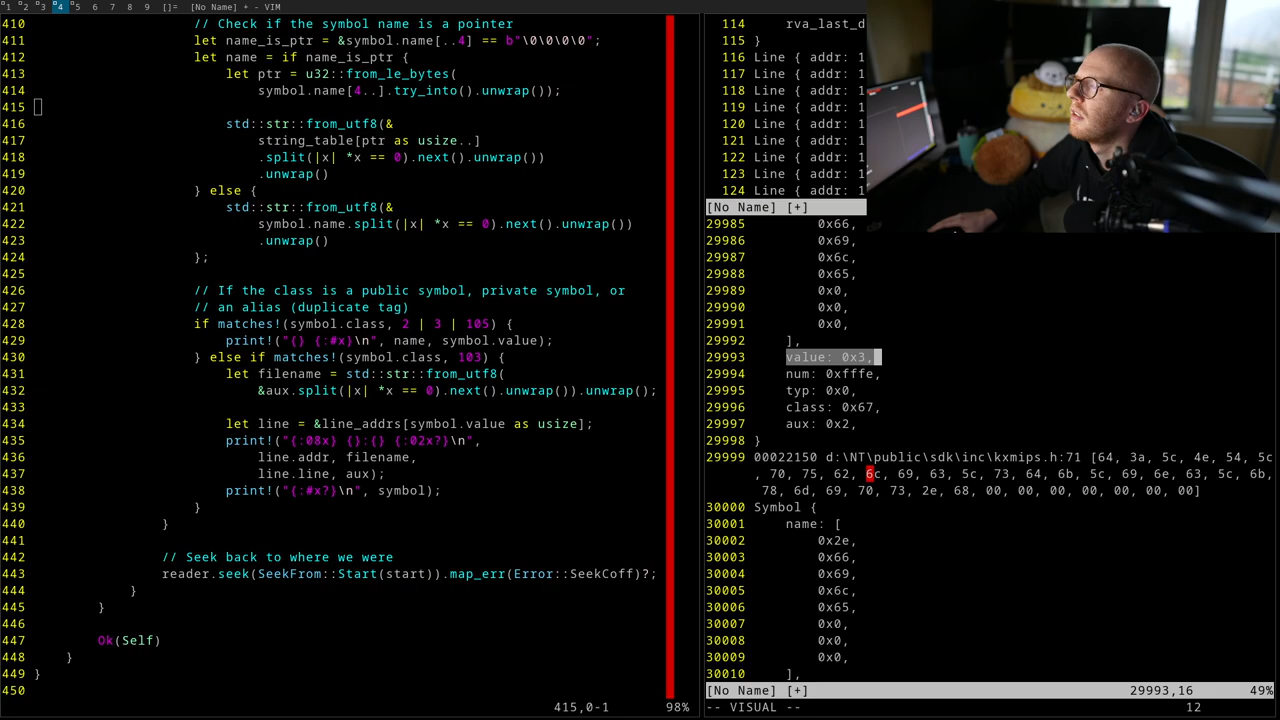 1 2 3 4 5 6 7 8 9 []= [No Name] + - VIM
410 // Check if the symbol name is a pointer
411 let name_is_ptr = &symbol.name[..4] == b"\0\0\0\0";
412 let name = if name_is_ptr {
413 let ptr = u32::from_le_bytes(
414 symbol.name[4..].try_into().unwrap());
415
416 std::str::from_utf8(&
417 string_table[ptr as usize..]
418 .split(|x| *x == 0).next().unwrap())
419 .unwrap()
420 } else {
421 std::str::from_utf8(&
422 symbol.name.split(|x| *x == 0).next().unwrap())
423 .unwrap()
424 };
425
426 // If the class is a public symbol, private symbol, or
427 // an alias (duplicate tag)
428 if matches!(symbol.class, 2 | 3 | 105) {
429 print!("{} {:#x}\n", name, symbol.value);
430 } else if matches!(symbol.class, 103) {
431 let filename = std::str::from_utf8(
432 &aux.split(|x| *x == 0).next().unwrap()).unwrap();
433
434 let line = &line_addrs[symbol.value as usize];
435 print!("{:08x} {}:{} {:02x?}\n",
436 line.addr, filename,
437 line.line, aux);
438 print!("{:#x?}\n", symbol);
439 }
440 }
441
442 // Seek back to where we were
443 reader.seek(SeekFrom::Start(start)).map_err(Error::SeekCoff)?;
444 }
445 }
446
447 Ok(Self)
448 }
449 }
450
415,0-1 98%
114 rva_last_d
115 }
116 Line { addr: 1
117 Line { addr: 1
118 Line { addr: 1
119 Line { addr: 1
120 Line { addr: 1
121 Line { addr: 1
122 Line { addr: 1
123 Line { addr: 1
124 Line { addr: 1
[No Name] [+]
29985 0x66,
29986 0x69,
29987 0x6c,
29988 0x65,
29989 0x0,
29990 0x0,
29991 0x0,
29992 ],
29993 value: 0x3,
29994 num: 0xfffe,
29995 typ: 0x0,
29996 class: 0x67,
29997 aux: 0x2,
29998 }
29999 00022150 d:\NT\public\sdk\inc\kxmips.h:71 [64, 3a, 5c, 4e, 54, 5c
, 70, 75, 62, 6c, 69, 63, 5c, 73, 64, 6b, 5c, 69, 6e, 63, 5c, 6b,
78, 6d, 69, 70, 73, 2e, 68, 00, 00, 00, 00, 00, 00, 00]
30000 Symbol {
30001 name: [
30002 0x2e,
30003 0x66,
30004 0x69,
30005 0x6c,
30006 0x65,
30007 0x0,
30008 0x0,
30009 0x0,
30010 ],
[No Name] [+] 29993,16 49%
-- VISUAL -- 12